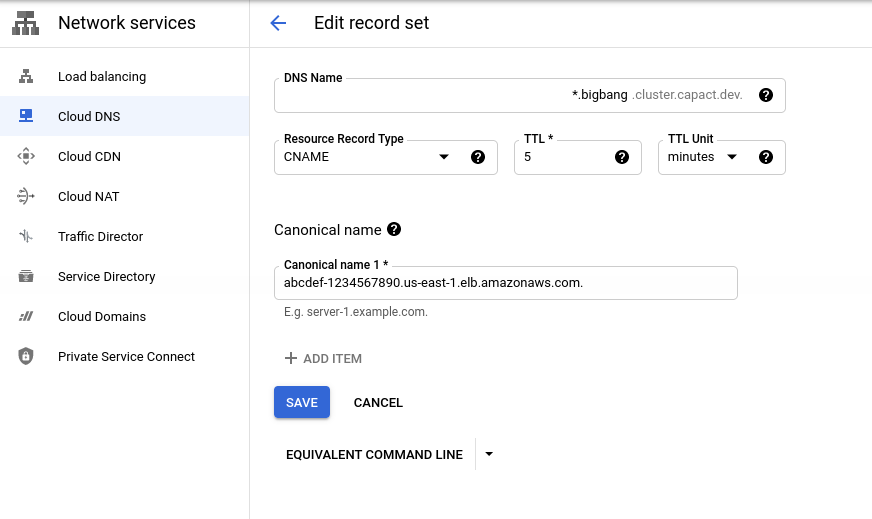 Network services
Edit record set
Load balancing
Cloud DNS
Cloud CDN
Cloud NAT
Traffic Director
Service Directory
Cloud Domains
Private Service Connect
DNS Name
*.bigbang .cluster.capact.dev.
Resource Record Type
CNAME
TTL *
5
TTL Unit
minutes
Canonical name
Canonical name 1 *
abcdef-1234567890.us-east-1.elb.amazonaws.com.
E.g. server-1.example.com.
ADD ITEM
SAVE CANCEL
EQUIVALENT COMMAND LINE